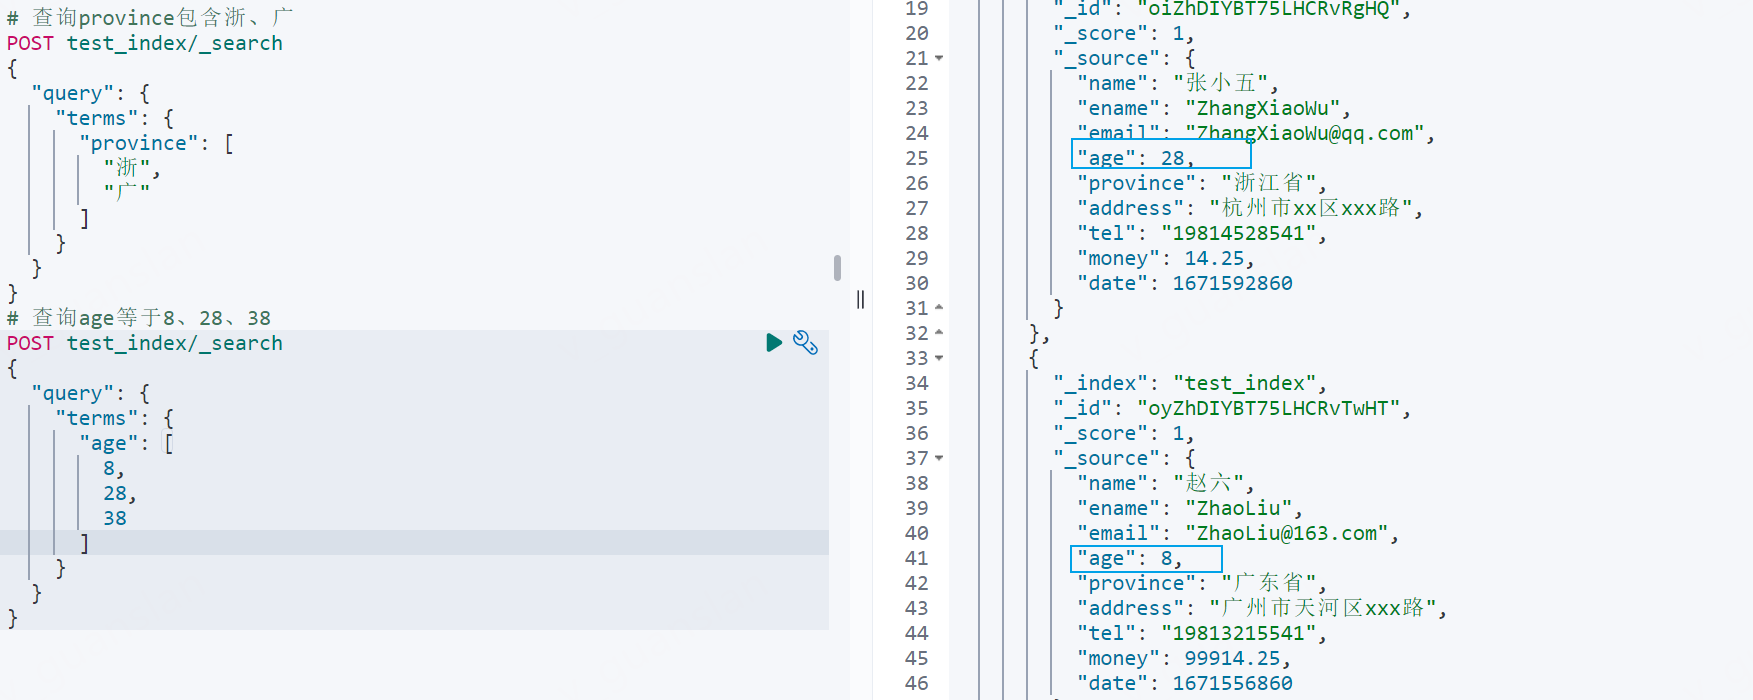 # 查询province包含浙、广
POST test_index/_search
{
"query": {
"terms": {
"province": [
"浙",
"广"
]
}
}
}
# 查询age等于8、28、38
POST test_index/_search
{
"query": {
"terms": {
"age": [
8,
28,
38
]
}
}
}
19 "_id": "oiZhDIYBT75LHCRvRgHQ",
20 "_score": 1,
21 "_source": {
22 "name": "张小五",
23 "ename": "ZhangXiaoWu",
24 "email": "ZhangXiaoWu@qq.com",
25 "age": 28,
26 "province": "浙江省",
27 "address": "杭州市xx区xxx路",
28 "tel": "19814528541",
29 "money": 14.25,
30 "date": 1671592860
31 }
32 },
33 {
34 "_index": "test_index",
35 "_id": "oyZhDIYBT75LHCRvTwHT",
36 "_score": 1,
37 "_source": {
38 "name": "赵六",
39 "ename": "ZhaoLiu",
40 "email": "ZhaoLiu@163.com",
41 "age": 8,
42 "province": "广东省",
43 "address": "广州市天河区xxx路",
44 "tel": "19813215541",
45 "money": 99914.25,
46 "date": 1671556860